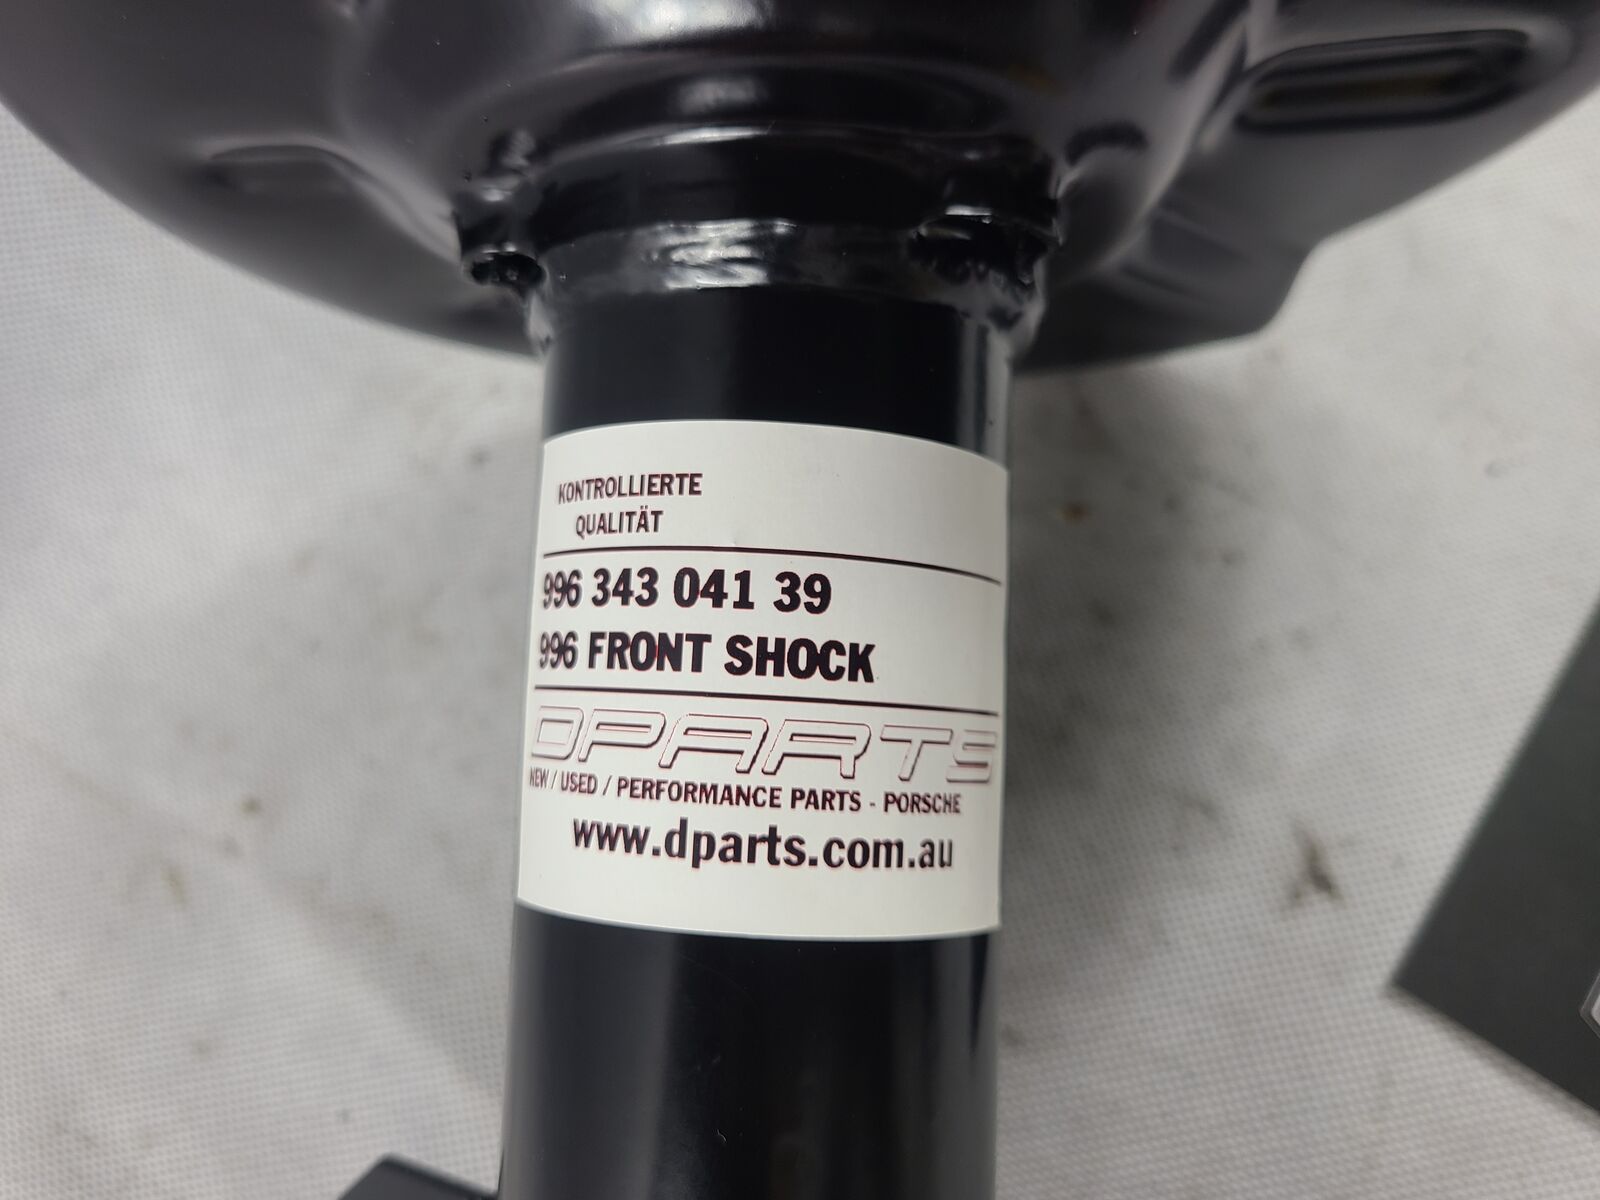 KONTROLLIERTE
QUALITÄT
996 343 041 39
996 FRONT SHOCK
DPARTS
NEW / USED / PERFORMANCE PARTS - PORSCHE
www.dparts.com.au